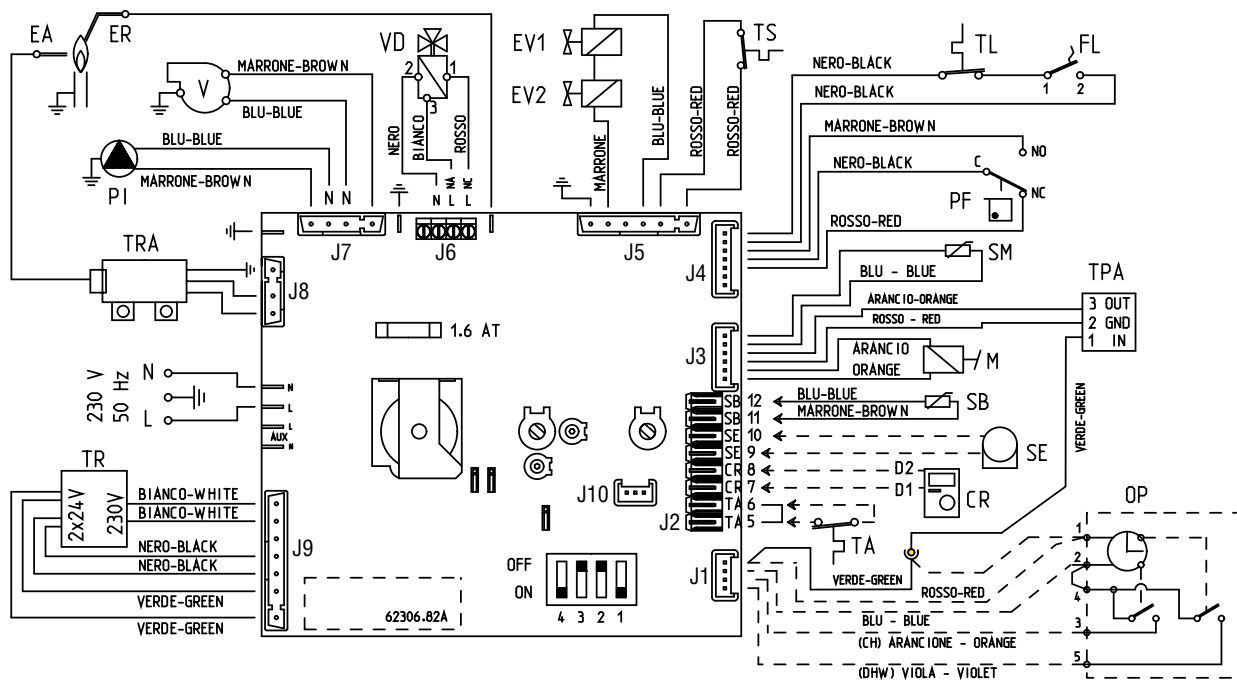 EA
ER
V
MARRONE-BROWN
BLU-BLUE
BLU-BLUE
MARRONE-BROWN
PI
N N
VD
2
1
3
NERO
BIANCO
ROSSO
N
L
L
NA
NC
EV1
EV2
MARRONE
BLU-BLUE
ROSSO-RED
ROSSO-RED
TS
NERO-BLACK
NERO-BLACK
TL
FL
1
2
MARRONE-BROWN
NO
NERO-BLACK
C
NC
PF
ROSSO-RED
SM
BLU - BLUE
ARANCIO-ORANGE
ROSSO - RED
TPA
3 OUT
2 GND
1 IN
ARANCIO
ORANGE
M
VERDE-GREEN
TRA
J7
J6
J5
J4
J8
1.6 AT
J3
230 V
50 Hz
N
L
N
L
L
AUX
N
SB 12
SB 11
SE 10
SE 9
CR 8
CR 7
TA 6
TA 5
BLU-BLUE
MARRONE-BROWN
SB
SE
D2
D1
CR
TA
TR
2x24V
230V
BIANCO-WHITE
BIANCO-WHITE
NERO-BLACK
NERO-BLACK
VERDE-GREEN
VERDE-GREEN
J9
J10
J2
J1
OFF
ON
4 3 2 1
62306.82A
VERDE-GREEN
ROSSO-RED
BLU - BLUE
(CH) ARANCIONE - ORANGE
(DHW) VIOLA - VIOLET
OP
1
2
4
3
5